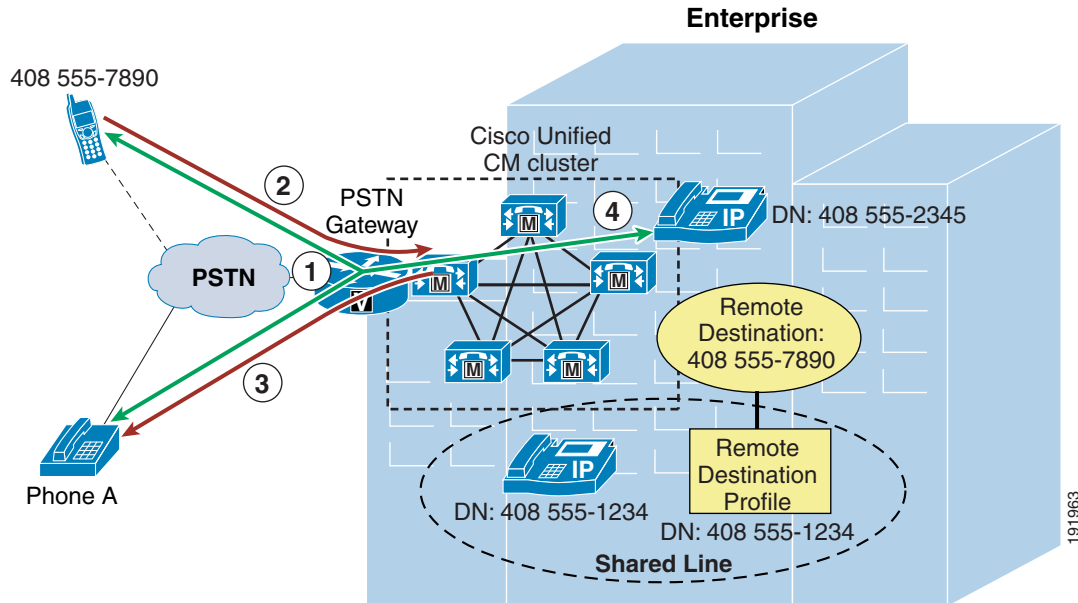 Enterprise
408 555-7890
Cisco Unified
CM cluster
2
PSTN
Gateway
M
4
IP
DN: 408 555-2345
PSTN
1
M
M
V
Remote
Destination:
408 555-7890
M
M
3
Phone A
IP
DN: 408 555-1234
Remote
Destination
Profile
DN: 408 555-1234
Shared Line
191963